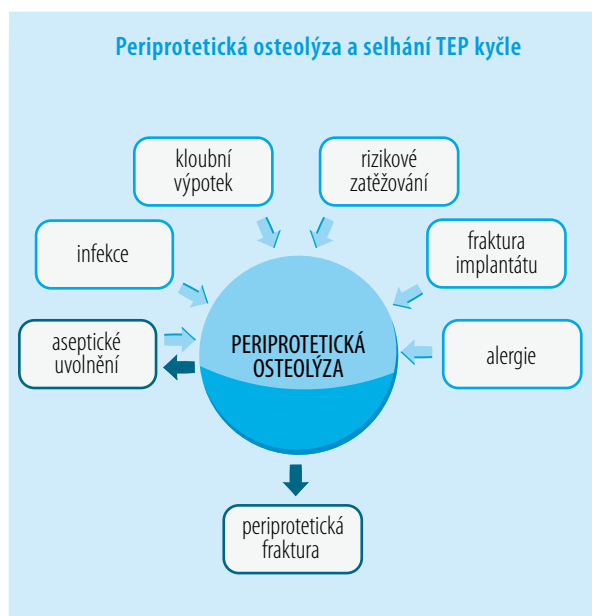 Periprotetická osteolýza a selhání TEP kyčle
kloubní
výpotek
rizikové
zatěžování
infekce
fraktura
implantátu
aseptické
uvolnění
PERIPROTETICKÁ
OSTEOLÝZA
alergie
periprotetická
fraktura